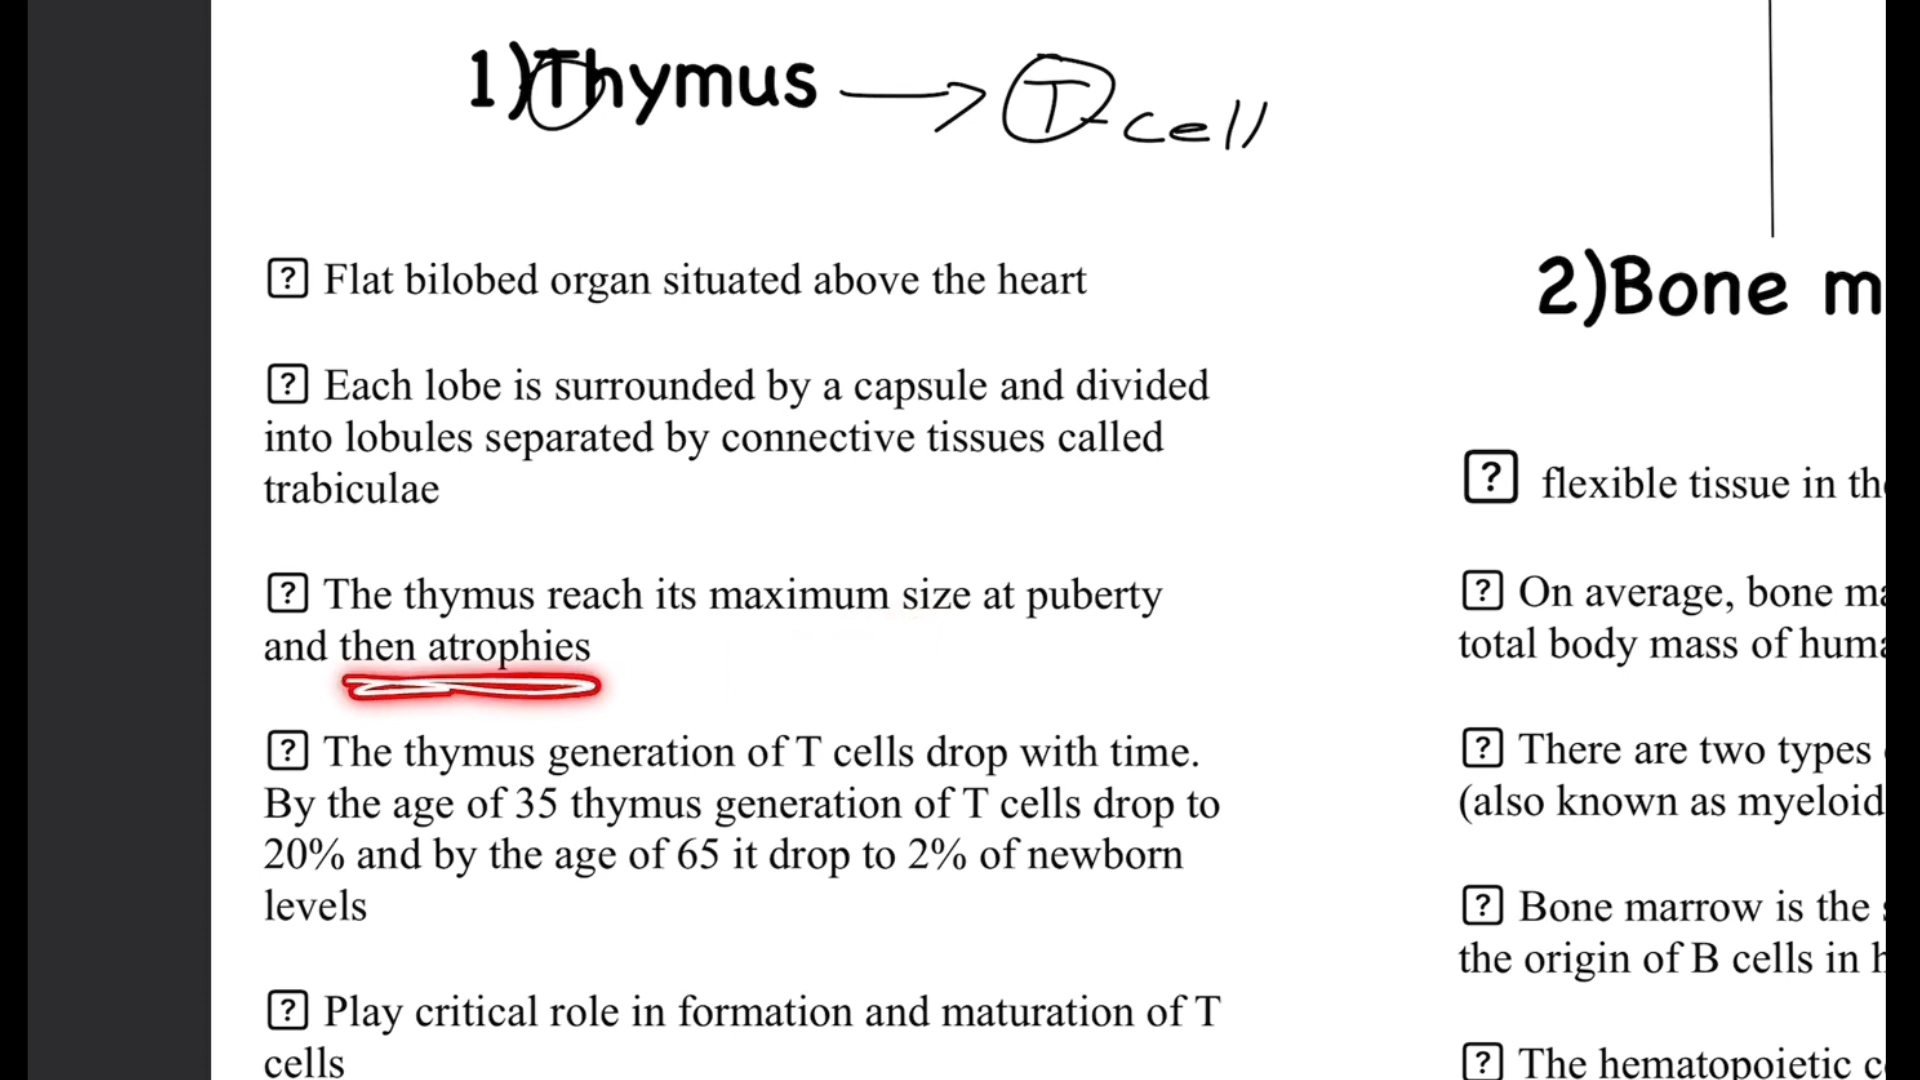 1)Thymus → T-cell
? Flat bilobed organ situated above the heart
? Each lobe is surrounded by a capsule and divided
into lobules separated by connective tissues called
trabiculae
? The thymus reach its maximum size at puberty
and then atrophies
? The thymus generation of T cells drop with time.
By the age of 35 thymus generation of T cells drop to
20% and by the age of 65 it drop to 2% of newborn
levels
? Play critical role in formation and maturation of T
cells
2)Bone m
? flexible tissue in th
? On average, bone ma
total body mass of huma
? There are two types
(also known as myeloid
? Bone marrow is the
the origin of B cells in h
? The hematopoietic c